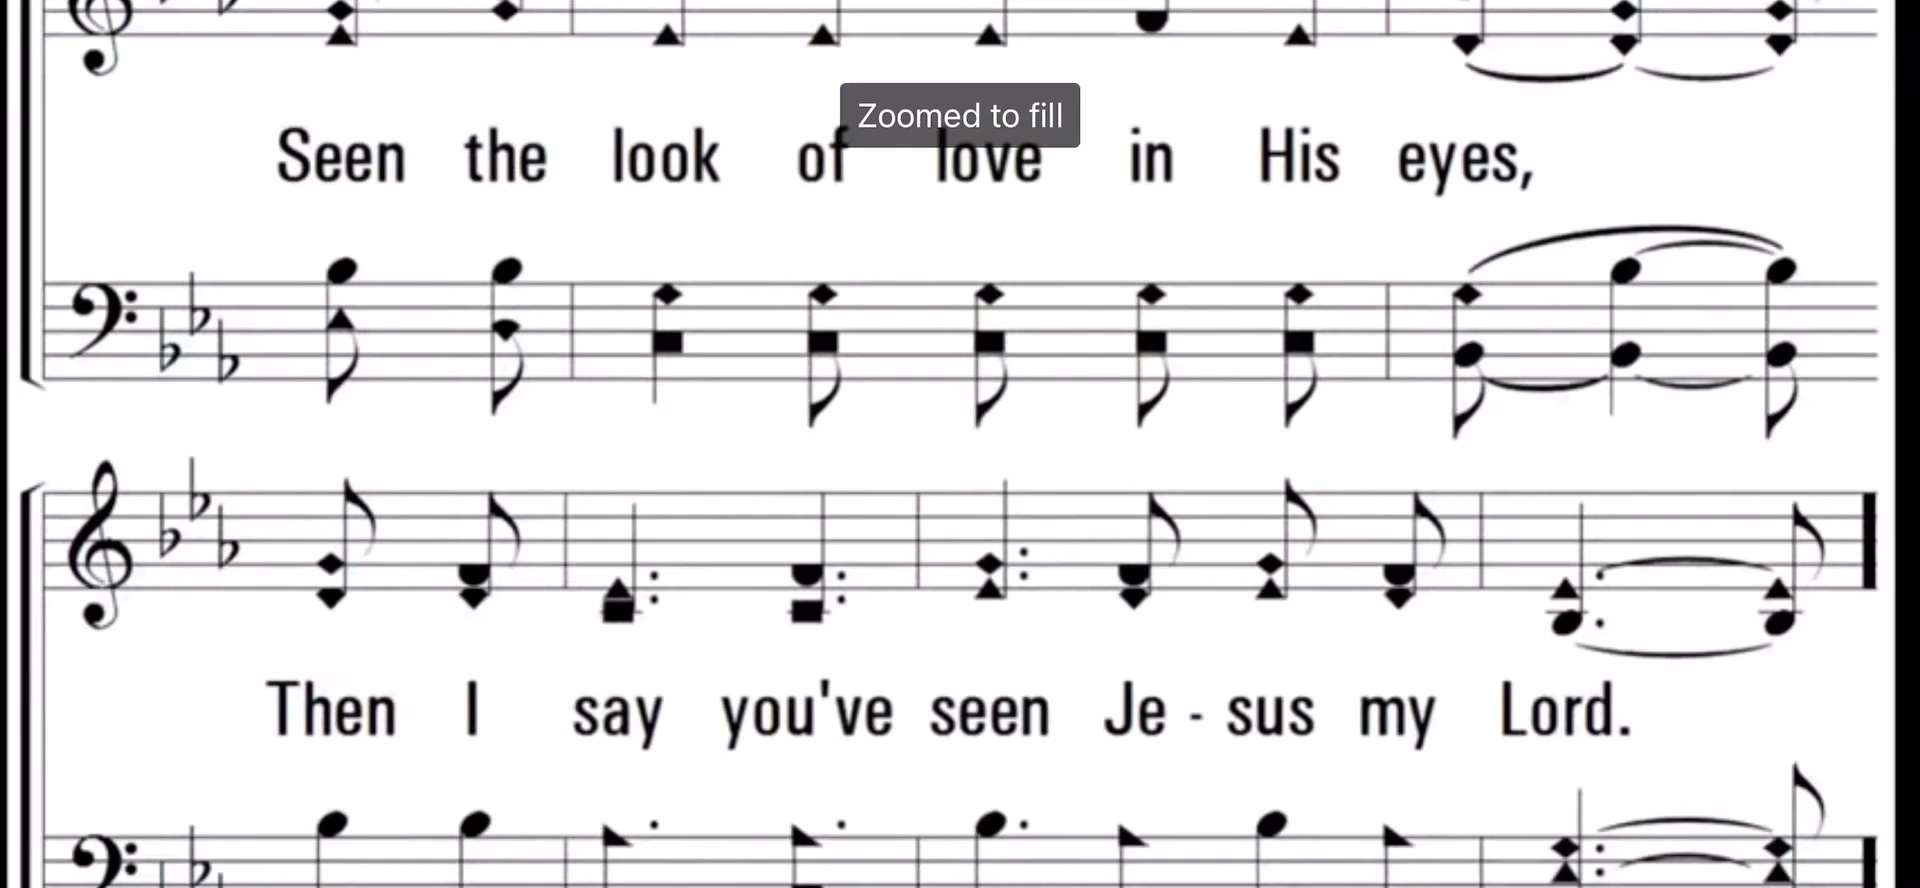 Zoomed to fill
Seen the look of love in His eyes,
Then I say you've seen Je - sus my Lord.